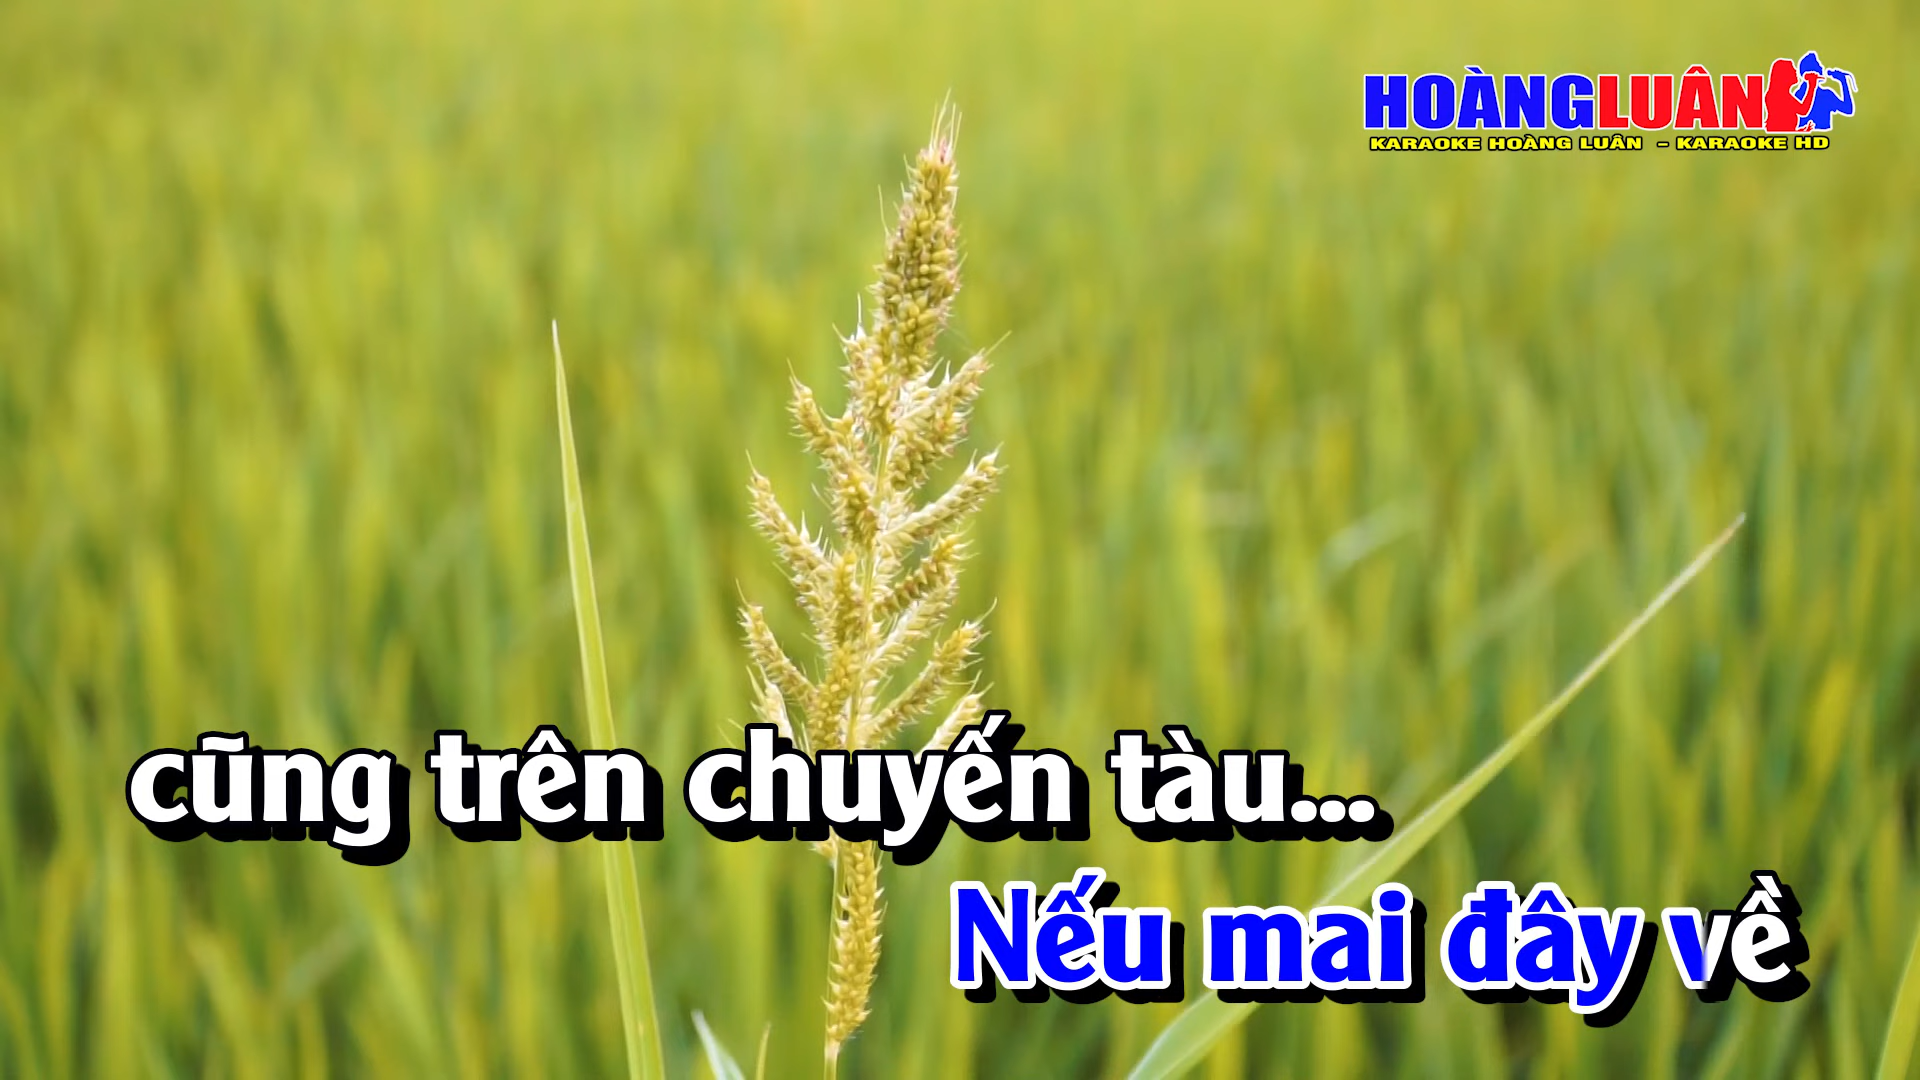 HOÀNGLUÂN
KARAOKE HOÀNG LUÂN - KARAOKE HD
cũng trên chuyến tàu...
Nếu mai đây về